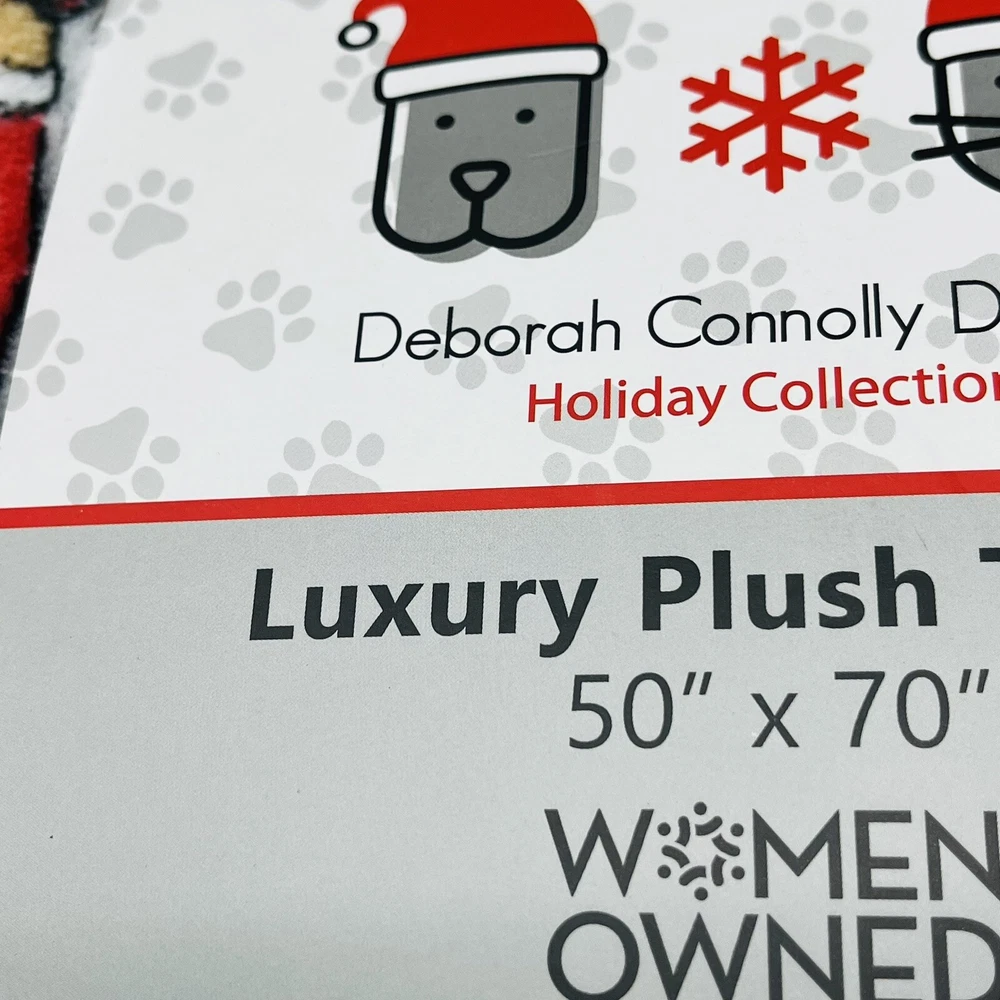 Deborah Connolly D
Holiday Collection
Luxury Plush T
50" x 70"
WOMEN
OWNED